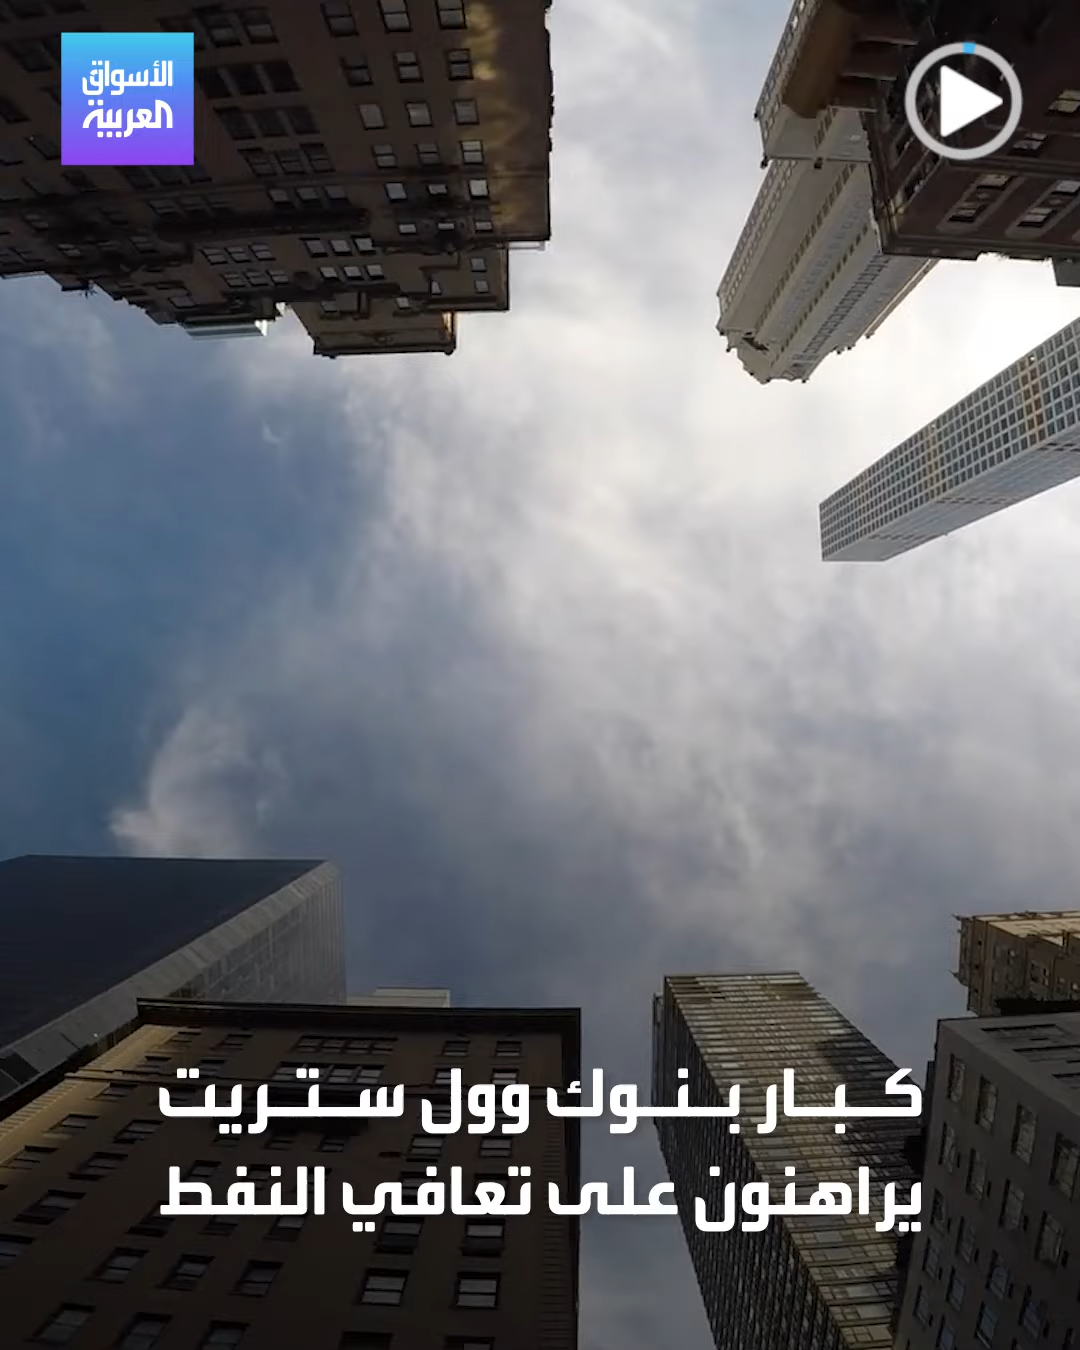 الأسواق
العربية
كبار بنوك وول ستريت
يراهنون على تعافي النفط